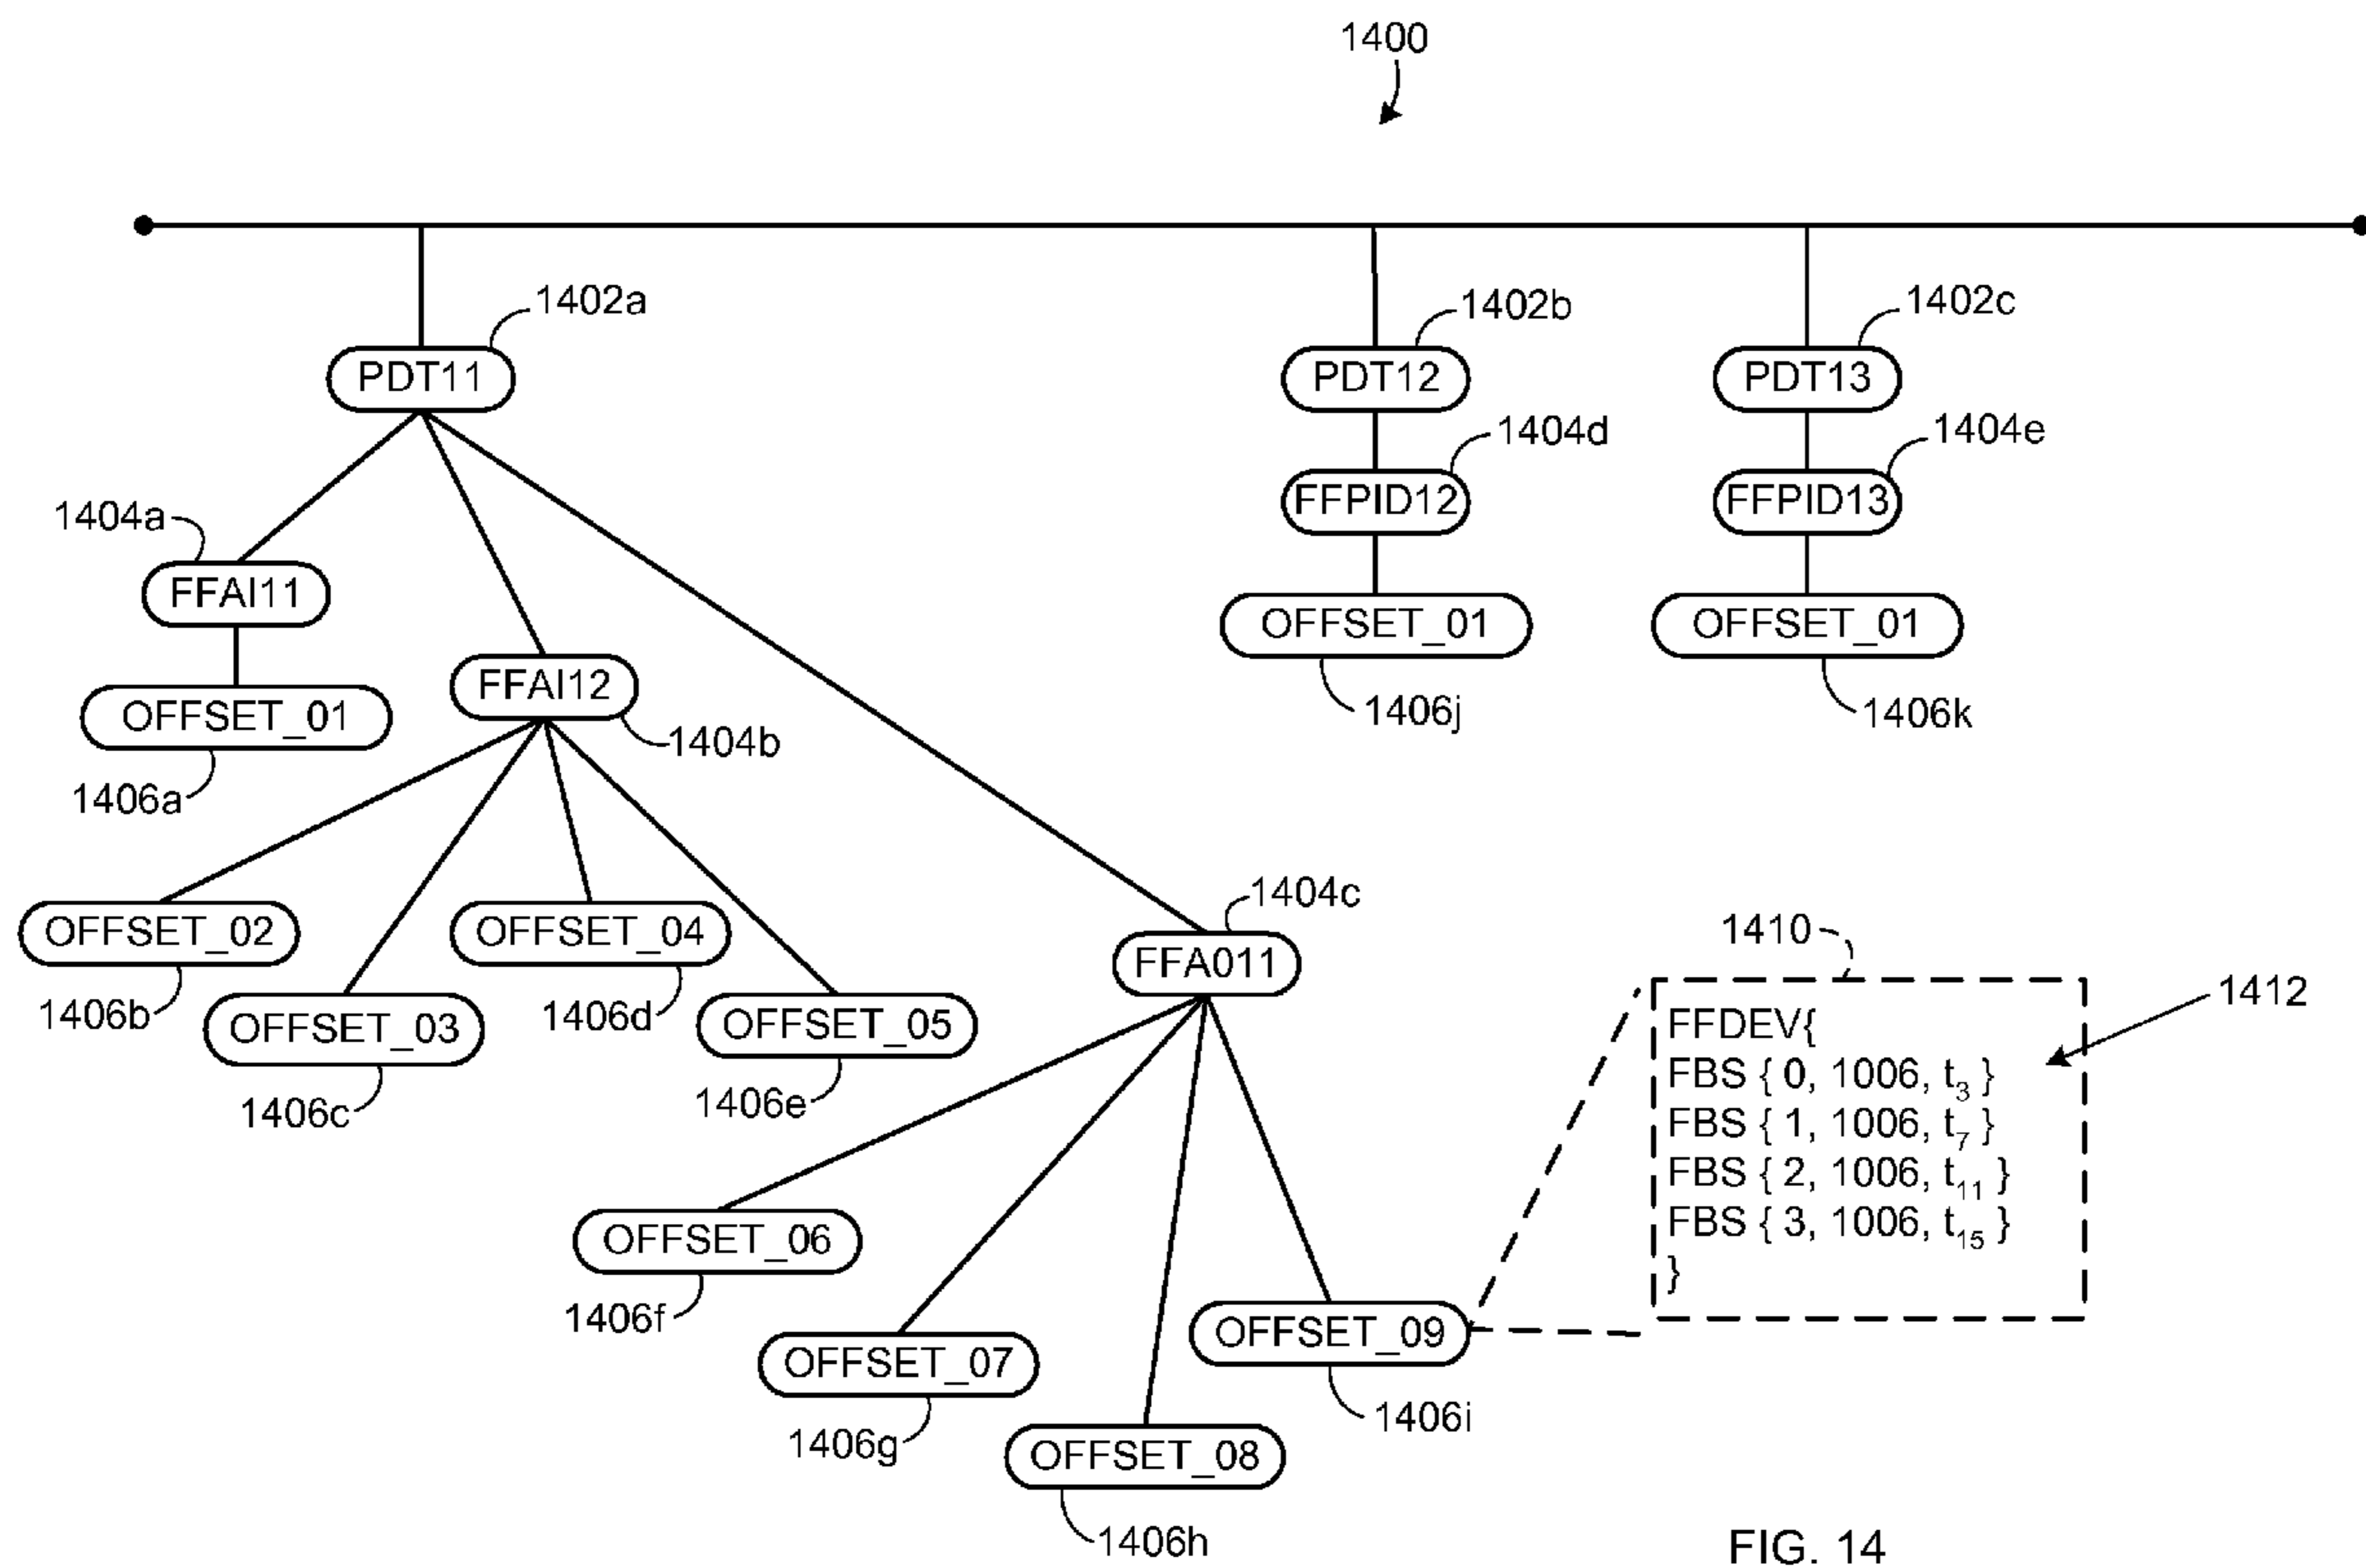 1400
1402a
1402b
1402c
PDT11
PDT12
PDT13
1404d
1404e
FFPID12
FFPID13
1404a
FFAI11
OFFSET_01
OFFSET_01
1406j
1406k
FFAI12
1404b
OFFSET_01
1406a
1404c
OFFSET_02
OFFSET_04
FFA011
1406b
1406d
OFFSET_03
OFFSET_05
1406c
1406e
1410
1412
FFDEV{
FBS { 0, 1006, t3 }
FBS { 1, 1006, t7 }
FBS { 2, 1006, t11 }
FBS { 3, 1006, t15 }
}
OFFSET_06
1406f
OFFSET_09
1406i
OFFSET_07
1406g
OFFSET_08
1406h
FIG. 14